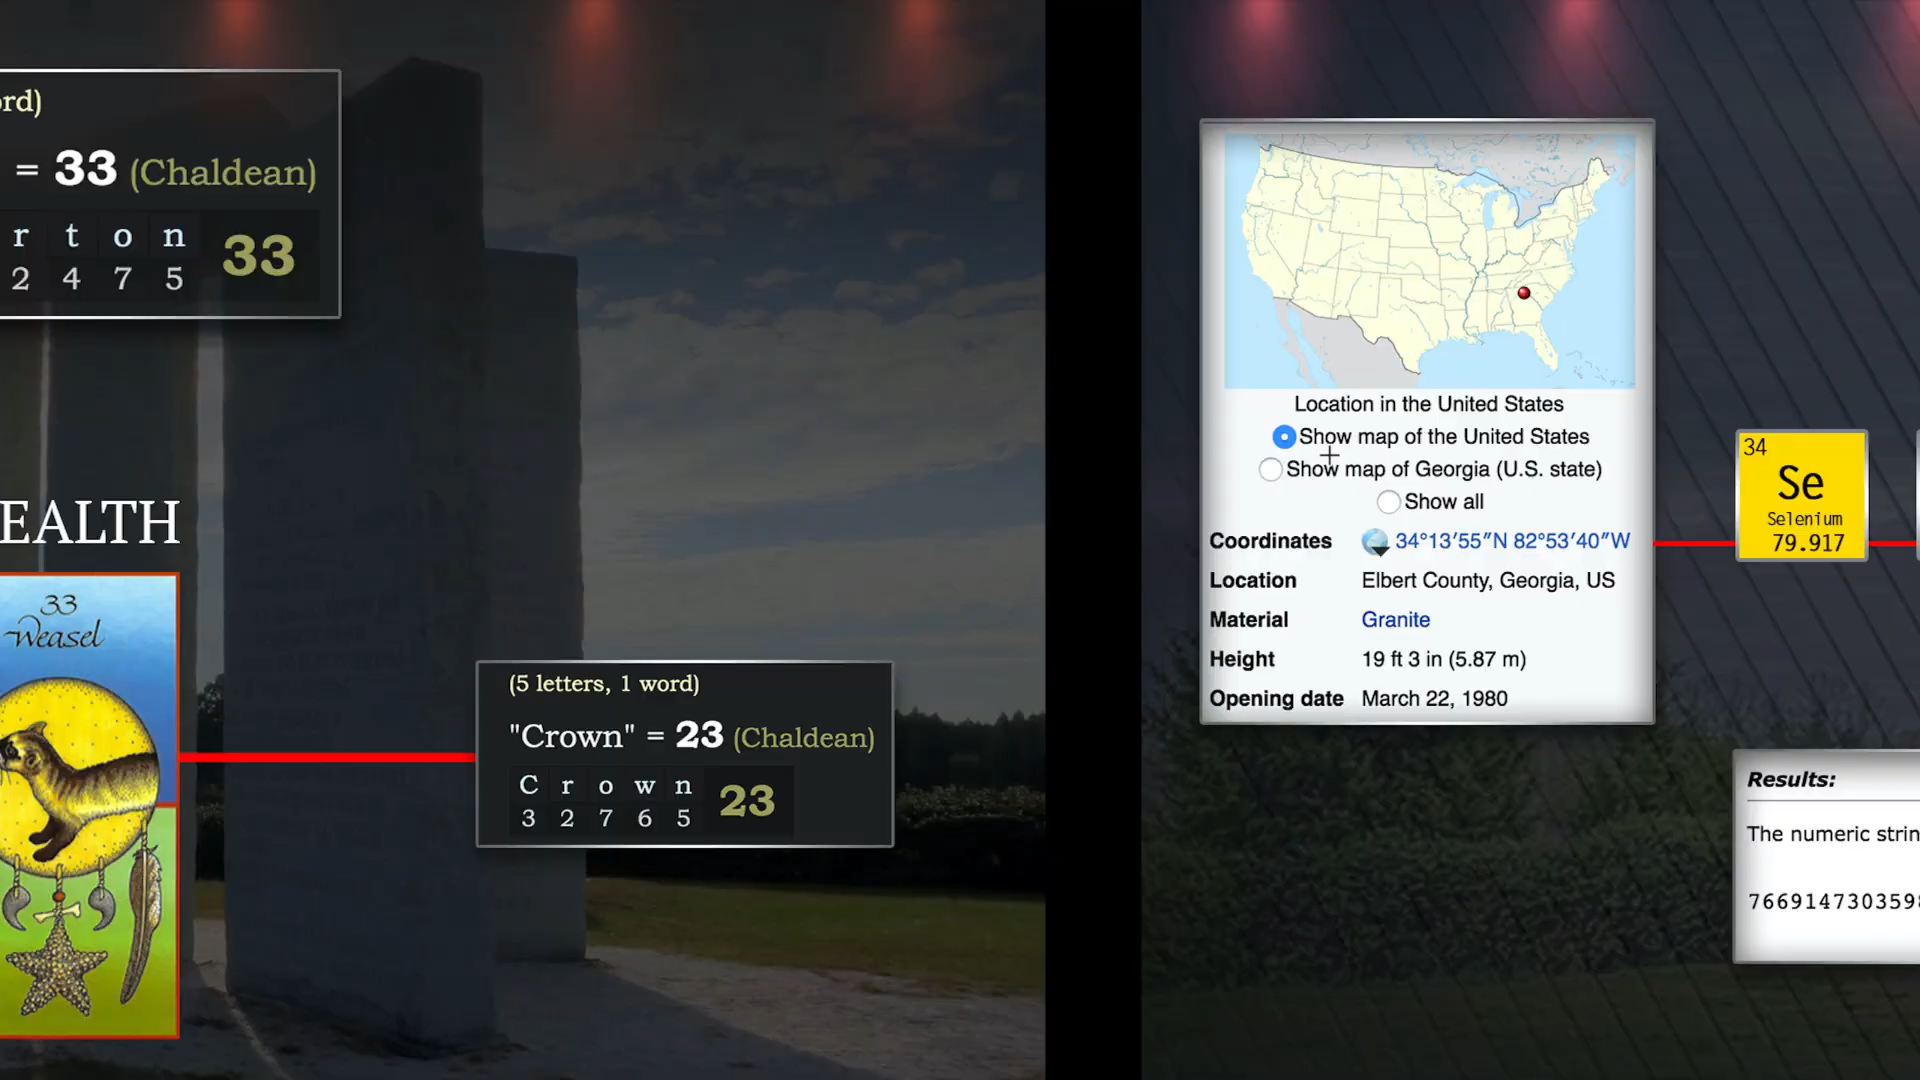 ord)
= 33 (Chaldean)
r t o n 33
2 4 7 5
EALTH
33
Weasel
(5 letters, 1 word)
"Crown" = 23 (Chaldean)
C r o w n 23
3 2 7 6 5
Location in the United States
Show map of the United States
Show map of Georgia (U.S. state)
Show all
Coordinates 34°13′55″N 82°53′40″W
Location Elbert County, Georgia, US
Material Granite
Height 19 ft 3 in (5.87 m)
Opening date March 22, 1980
34
Se
Selenium
79.917
Results:
The numeric strin
766914730359